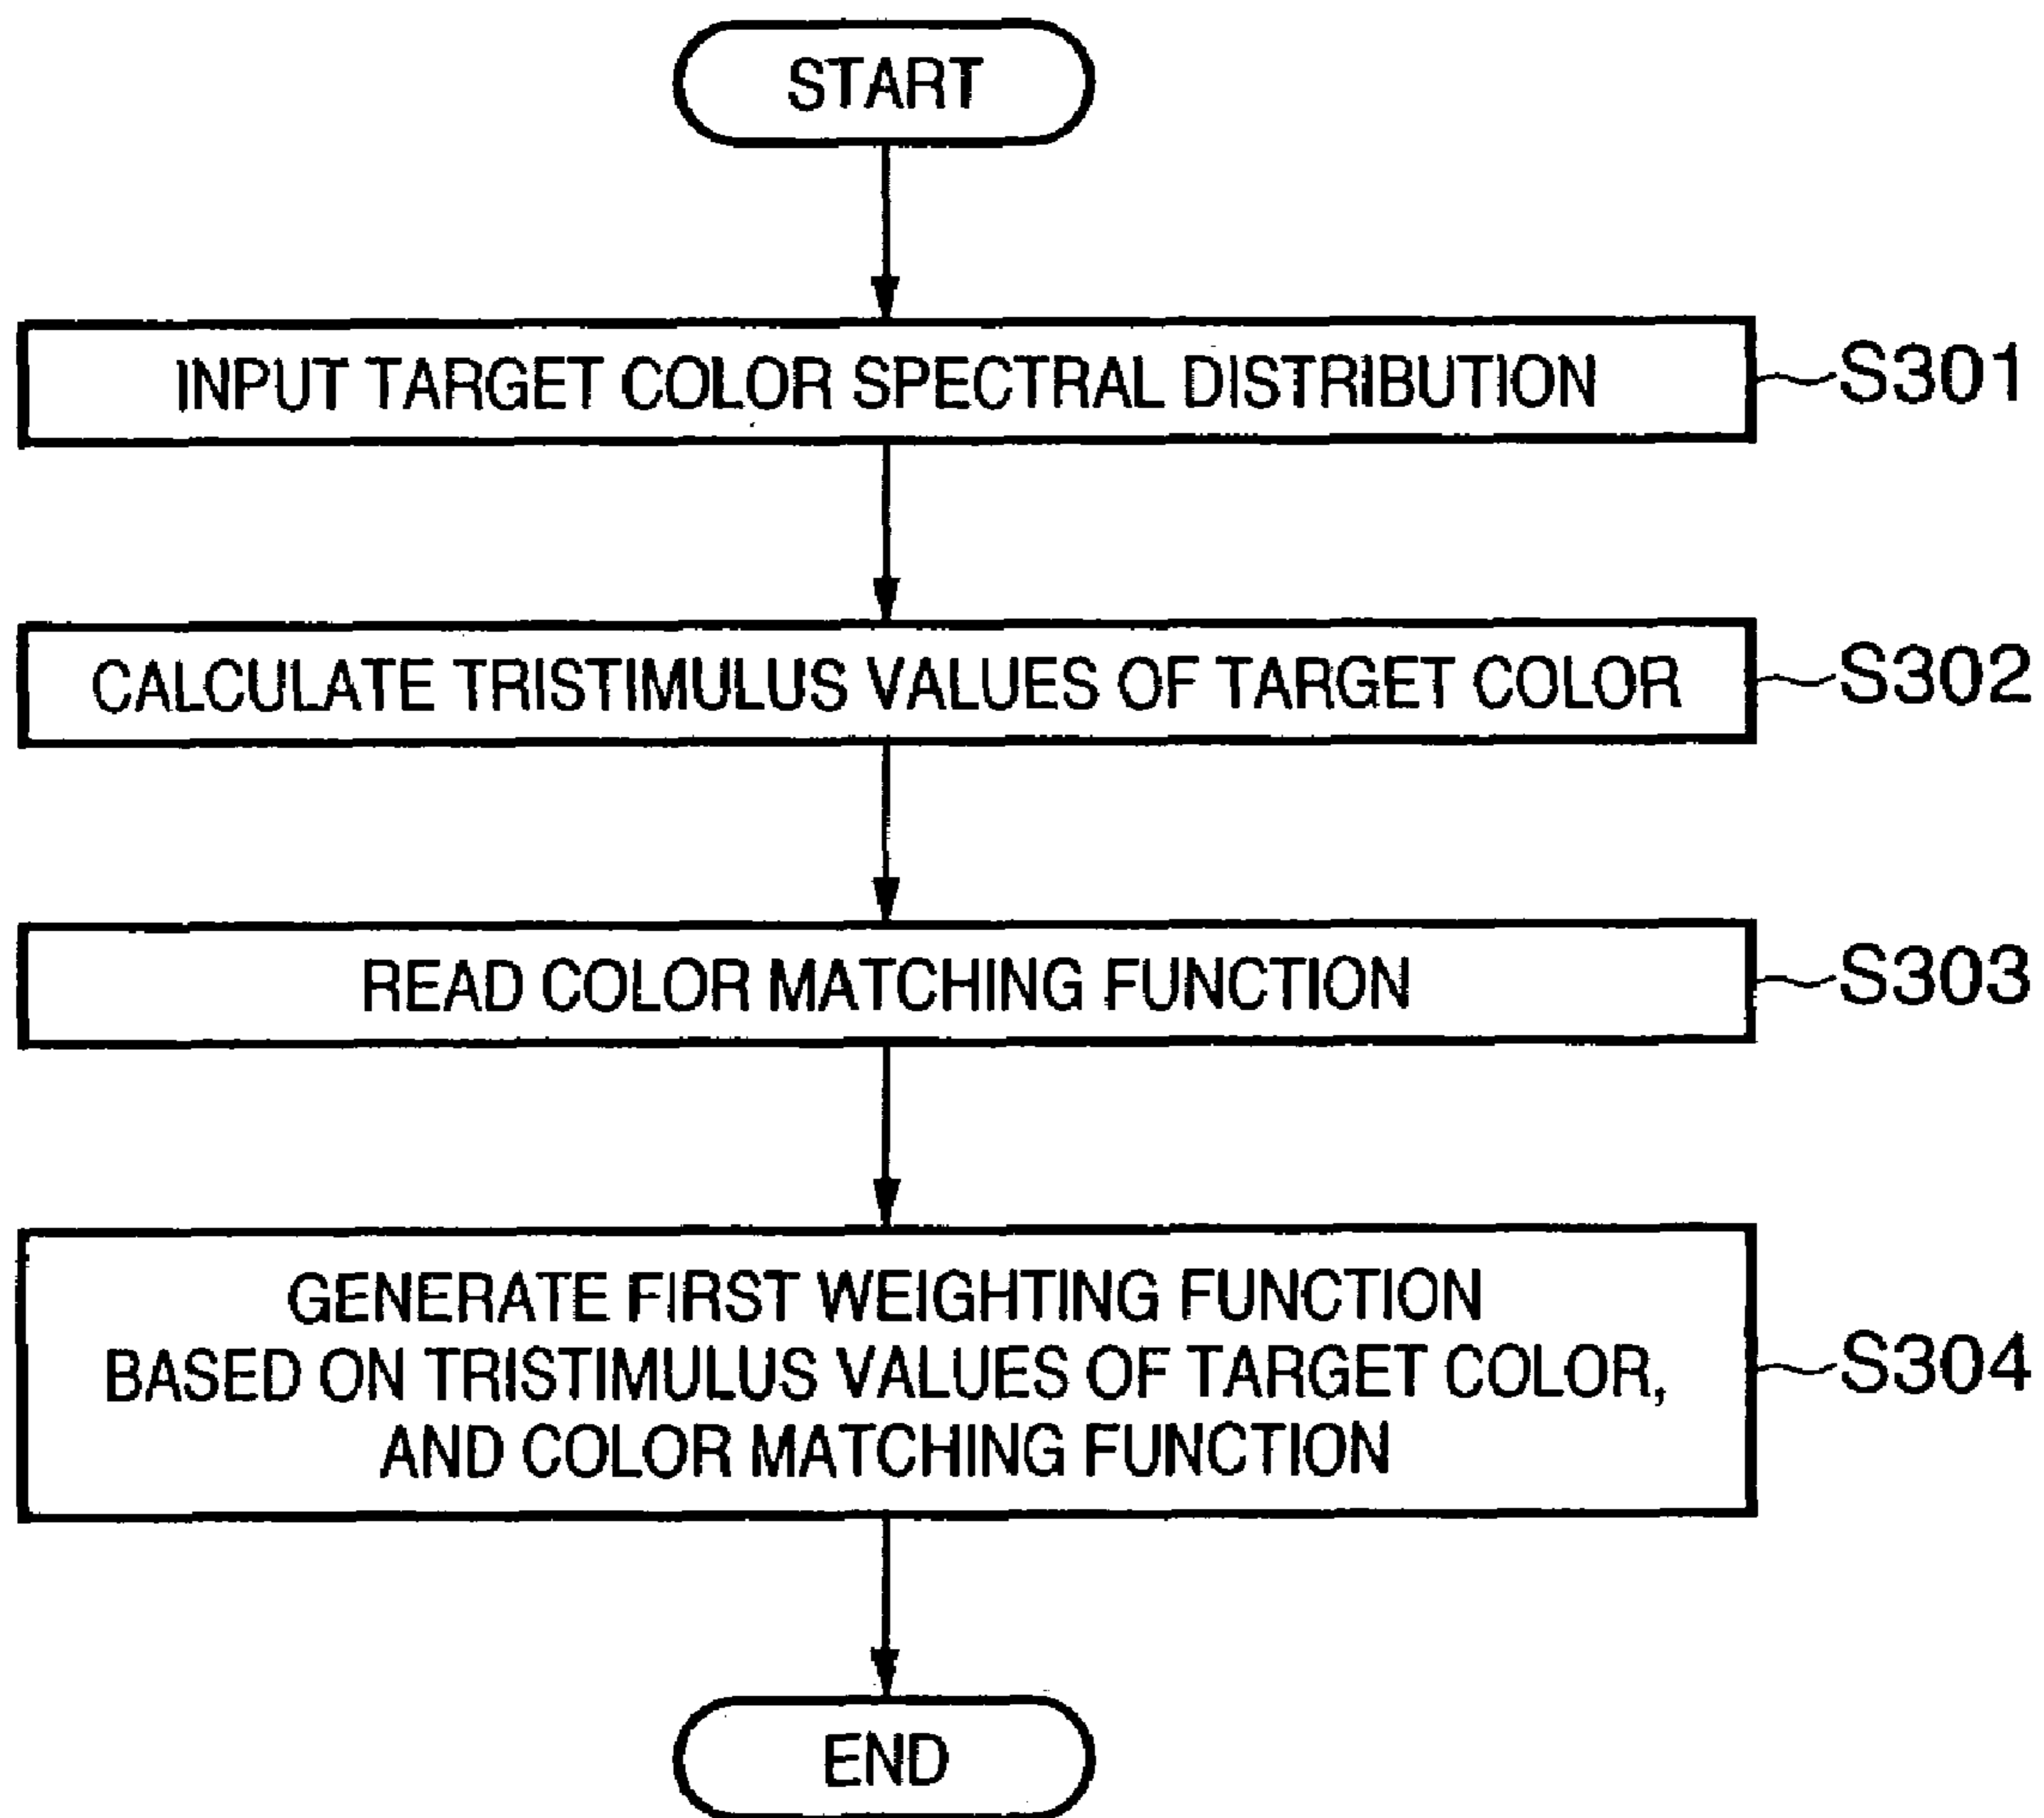 START
INPUT TARGET COLOR SPECTRAL DISTRIBUTION
S301
CALCULATE TRISTIMULUS VALUES OF TARGET COLOR
S302
READ COLOR MATCHING FUNCTION
S303
GENERATE FIRST WEIGHTING FUNCTION
BASED ON TRISTIMULUS VALUES OF TARGET COLOR,
AND COLOR MATCHING FUNCTION
S304
END